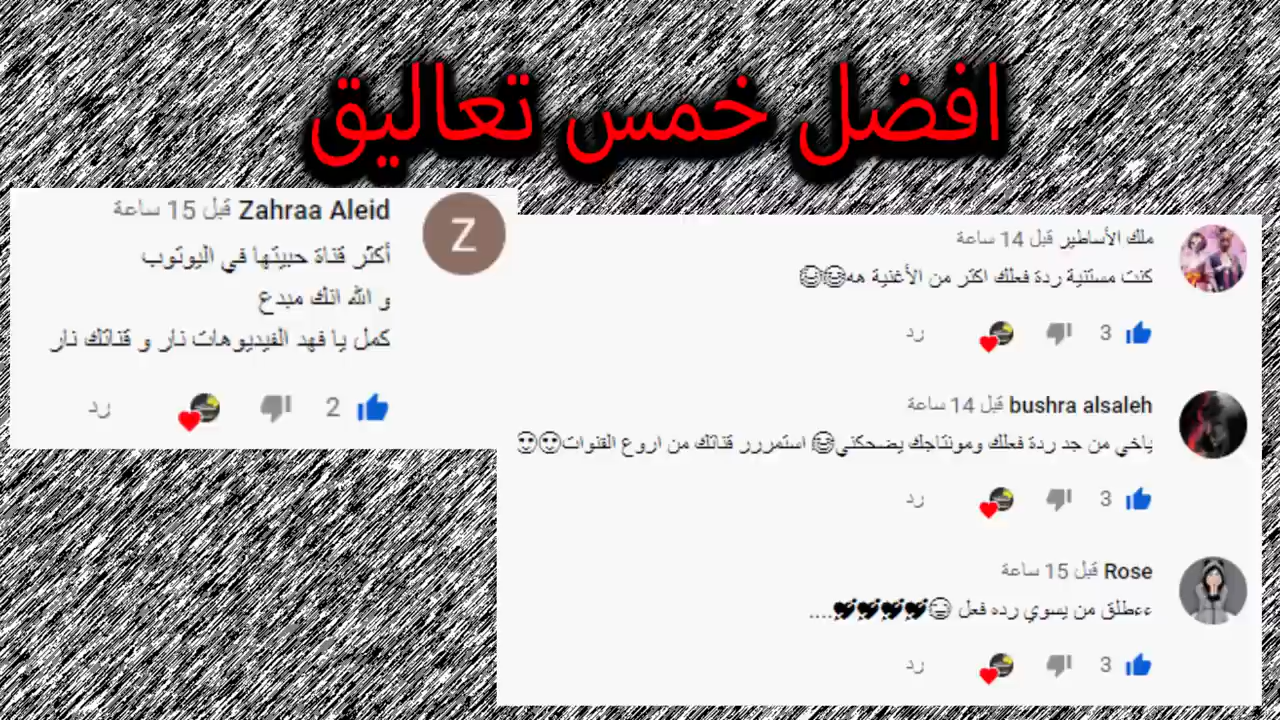 افضل خمس تعاليق
ملك الأساطير قبل 14 ساعة
كنت مستنية ردة فعلك اكثر من الأغنية هه😂😂
3 رد
bushra alsaleh قبل 14 ساعة
ياخي من جد ردة فعلك ومونتاجك يضحكني😂 استمررر قناتك من اروع القنوات
3 رد
Rose قبل 15 ساعة
ءءطلق من يسوي رده فعل 💘💘💘💘....
3 رد
Z
Zahraa Aleid قبل 15 ساعة
أكثر قناة حبيتها في اليوتوب
و الله انك مبدع
كمل يا فهد الفيديوهات نار و قناتك نار
2 رد